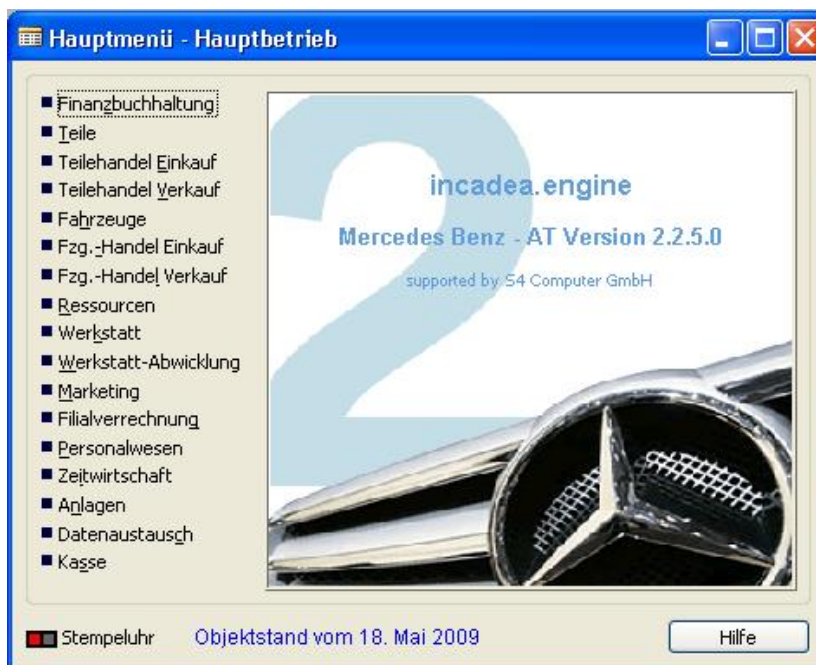 Hauptmenü - Hauptbetrieb
Finanzbuchhaltung
Teile
Teilehandel Einkauf
Teilehandel Verkauf
Fahrzeuge
Fzg.-Handel Einkauf
Fzg.-Handel Verkauf
Ressourcen
Werkstatt
Werkstatt-Abwicklung
Marketing
Filialverrechnung
Personalwesen
Zeitwirtschaft
Anlagen
Datenaustausch
Kasse
2
incadea.engine
Mercedes Benz - AT Version 2.2.5.0
supported by S4 Computer GmbH
Stempeluhr Objektstand vom 18. Mai 2009 Hilfe